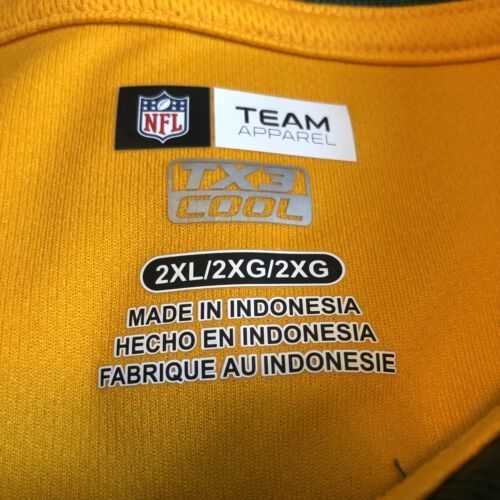 NFL
TEAM
APPAREL
TX3
COOL
2XL/2XG/2XG
MADE IN INDONESIA
HECHO EN INDONESIA
FABRIQUE AU INDONESIE